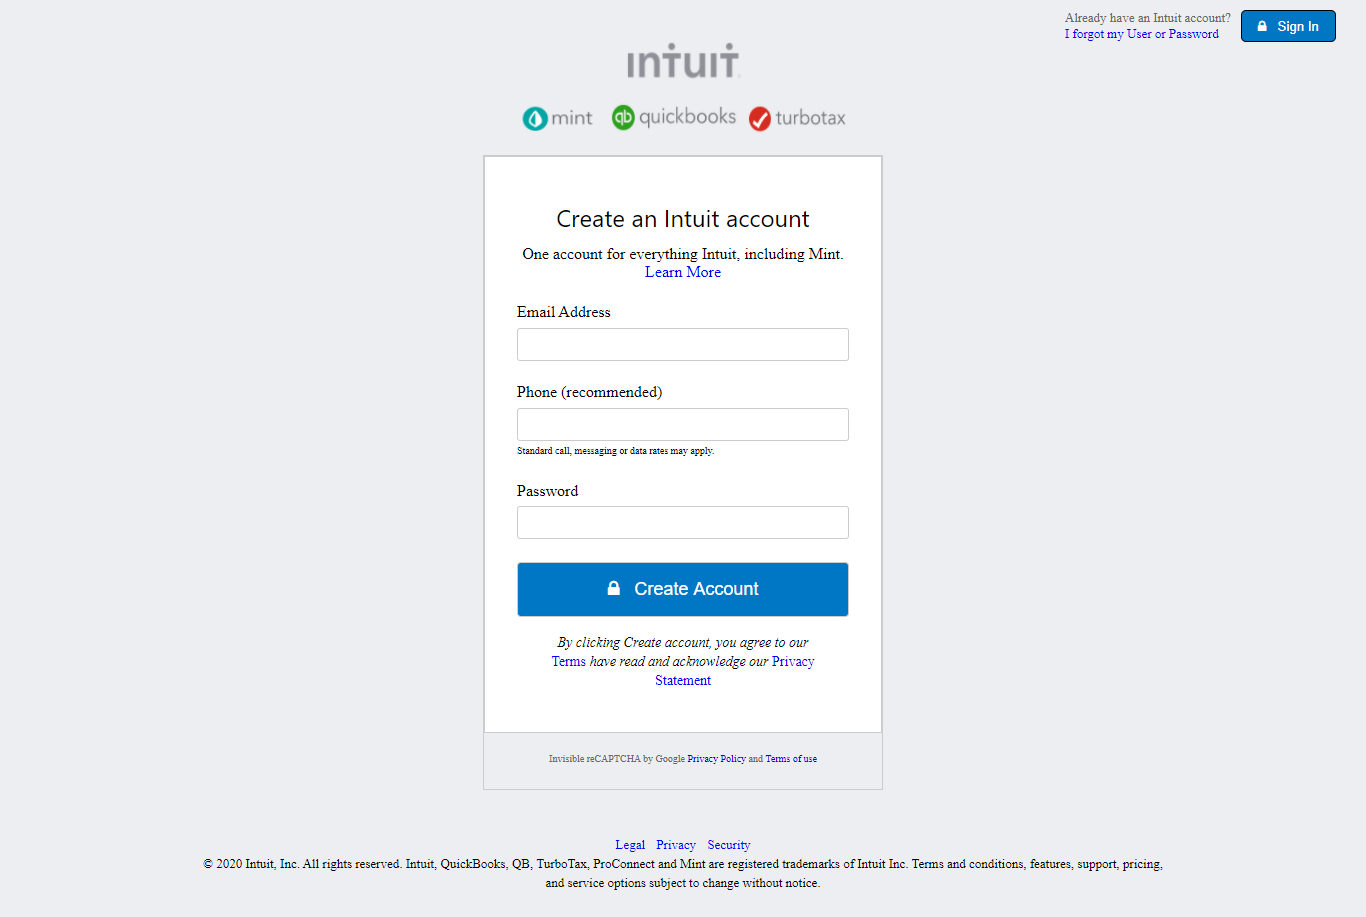 Already have an Intuit account?
I forgot my User or Password
Sign In
intuit
mint
qb quickbooks
turbotax
Create an Intuit account
One account for everything Intuit, including Mint.
Learn More
Email Address
Phone (recommended)
Standard call, messaging or data rates may apply.
Password
Create Account
By clicking Create account, you agree to our
Terms have read and acknowledge our Privacy
Statement
Invisible reCAPTCHA by Google Privacy Policy and Terms of use
Legal Privacy Security
© 2020 Intuit, Inc. All rights reserved. Intuit, QuickBooks, QB, TurboTax, ProConnect and Mint are registered trademarks of Intuit Inc. Terms and conditions, features, support, pricing,
and service options subject to change without notice.